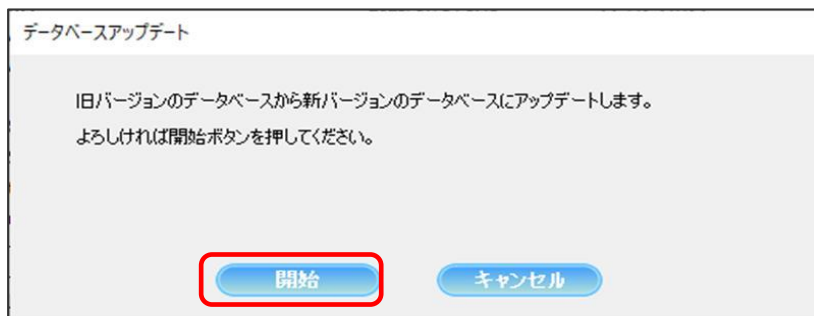 データベースアップデート
旧バージョンのデータベースから新バージョンのデータベースにアップデートします。
よろしければ開始ボタンを押してください。
開始
キャンセル